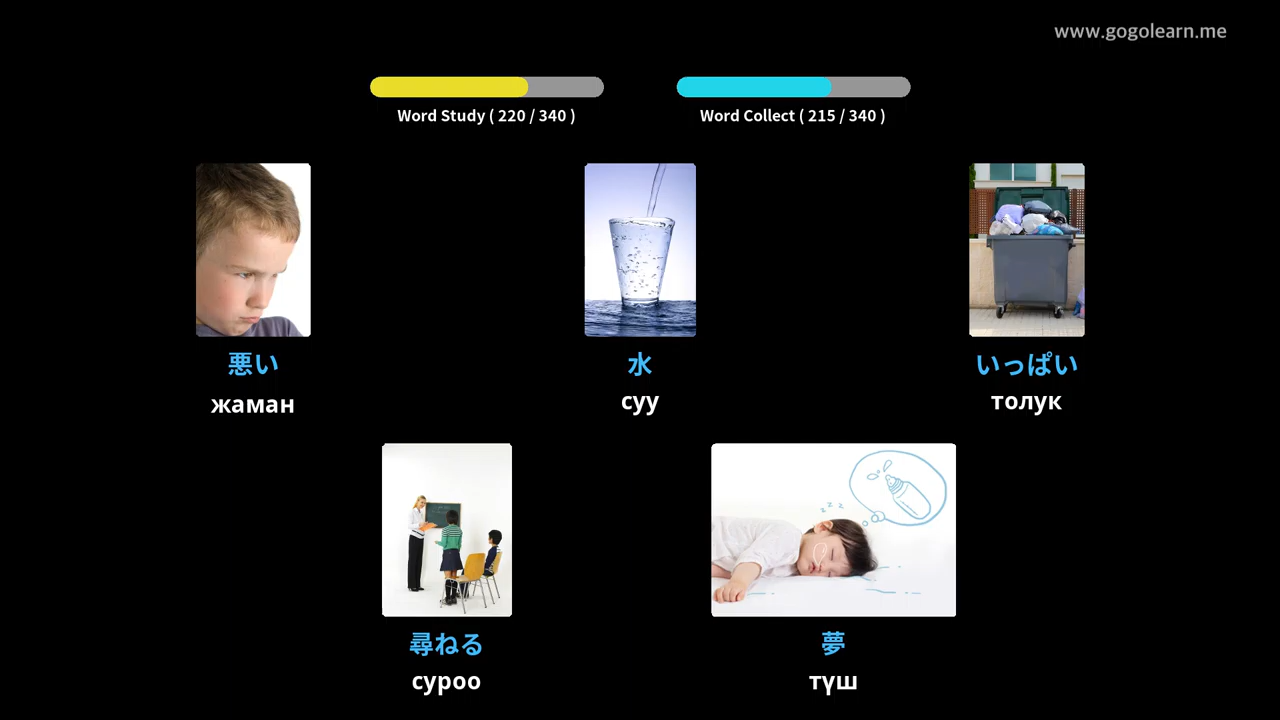 www.gogolearn.me
Word Study ( 220 / 340 )
Word Collect ( 215 / 340 )
悪い
жаман
水
суу
いっぱい
толук
尋ねる
суроо
夢
түш